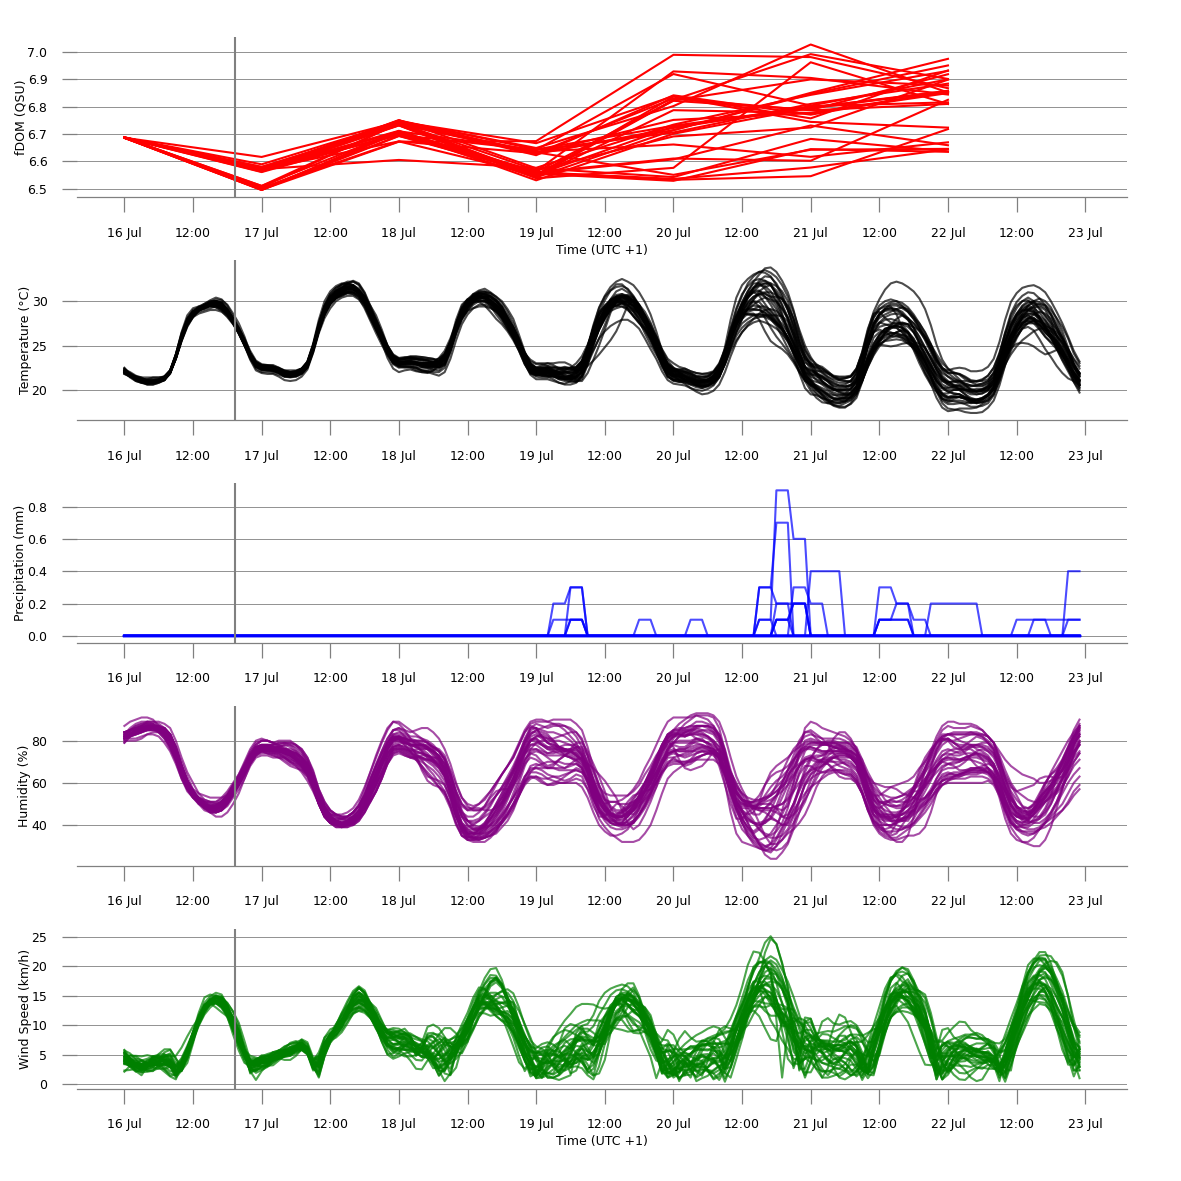 fDOM (QSU)
7.0
6.9
6.8
6.7
6.6
6.5
16 Jul 12:00 17 Jul 12:00 18 Jul 12:00 19 Jul 12:00 20 Jul 12:00 21 Jul 12:00 22 Jul 12:00 23 Jul
Time (UTC +1)
Temperature (°C)
30
25
20
16 Jul 12:00 17 Jul 12:00 18 Jul 12:00 19 Jul 12:00 20 Jul 12:00 21 Jul 12:00 22 Jul 12:00 23 Jul
Precipitation (mm)
0.8
0.6
0.4
0.2
0.0
16 Jul 12:00 17 Jul 12:00 18 Jul 12:00 19 Jul 12:00 20 Jul 12:00 21 Jul 12:00 22 Jul 12:00 23 Jul
Humidity (%)
80
60
40
16 Jul 12:00 17 Jul 12:00 18 Jul 12:00 19 Jul 12:00 20 Jul 12:00 21 Jul 12:00 22 Jul 12:00 23 Jul
Wind Speed (km/h)
25
20
15
10
5
0
16 Jul 12:00 17 Jul 12:00 18 Jul 12:00 19 Jul 12:00 20 Jul 12:00 21 Jul 12:00 22 Jul 12:00 23 Jul
Time (UTC +1)